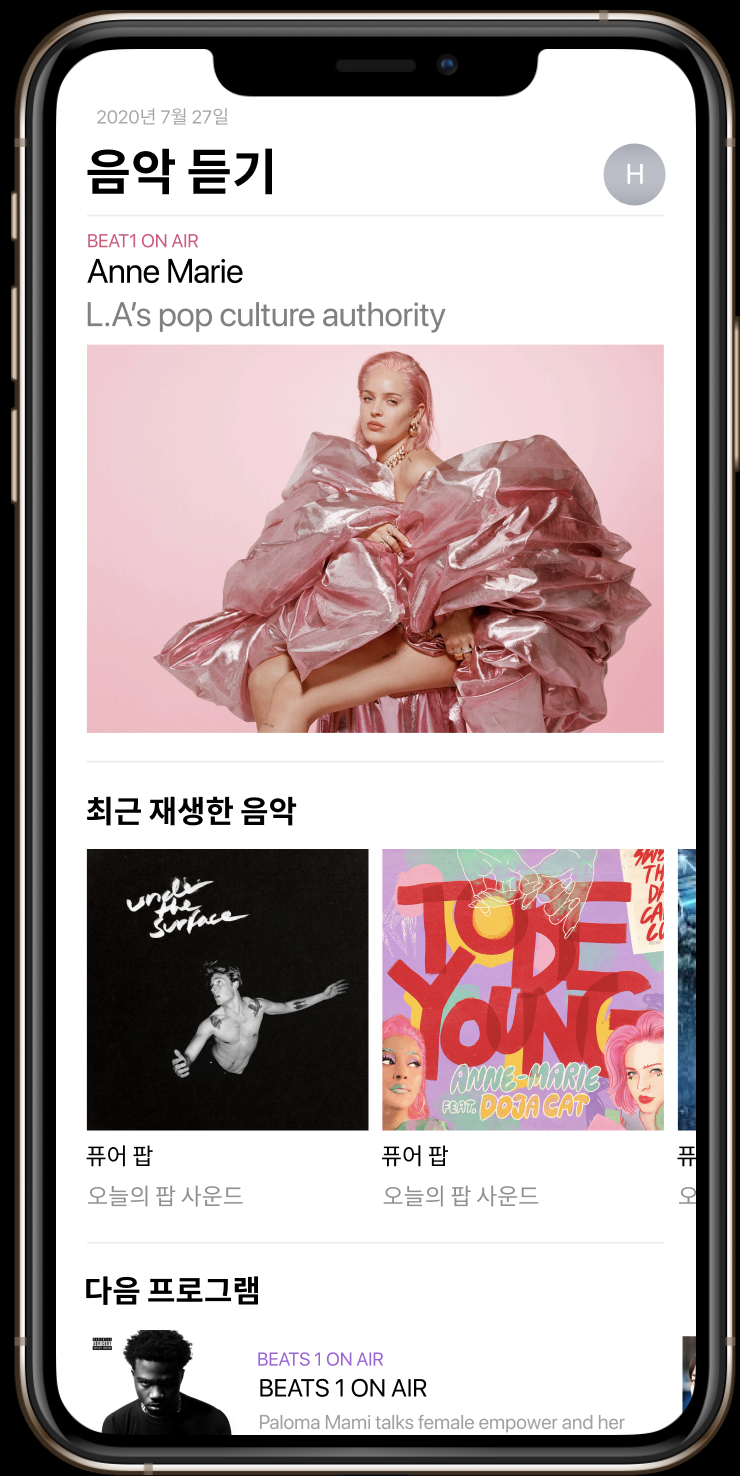 2020년 7월 27일
음악 듣기
H
BEAT1 ON AIR
Anne Marie
L.A’s pop culture authority
최근 재생한 음악
under
the
surface
TO BE
YOUNG
ANNE-MARIE
FEAT. DOJA CAT
퓨어 팝
퓨어 팝
오늘의 팝 사운드
오늘의 팝 사운드
다음 프로그램
BEATS 1 ON AIR
BEATS 1 ON AIR
Paloma Mami talks female empower and her